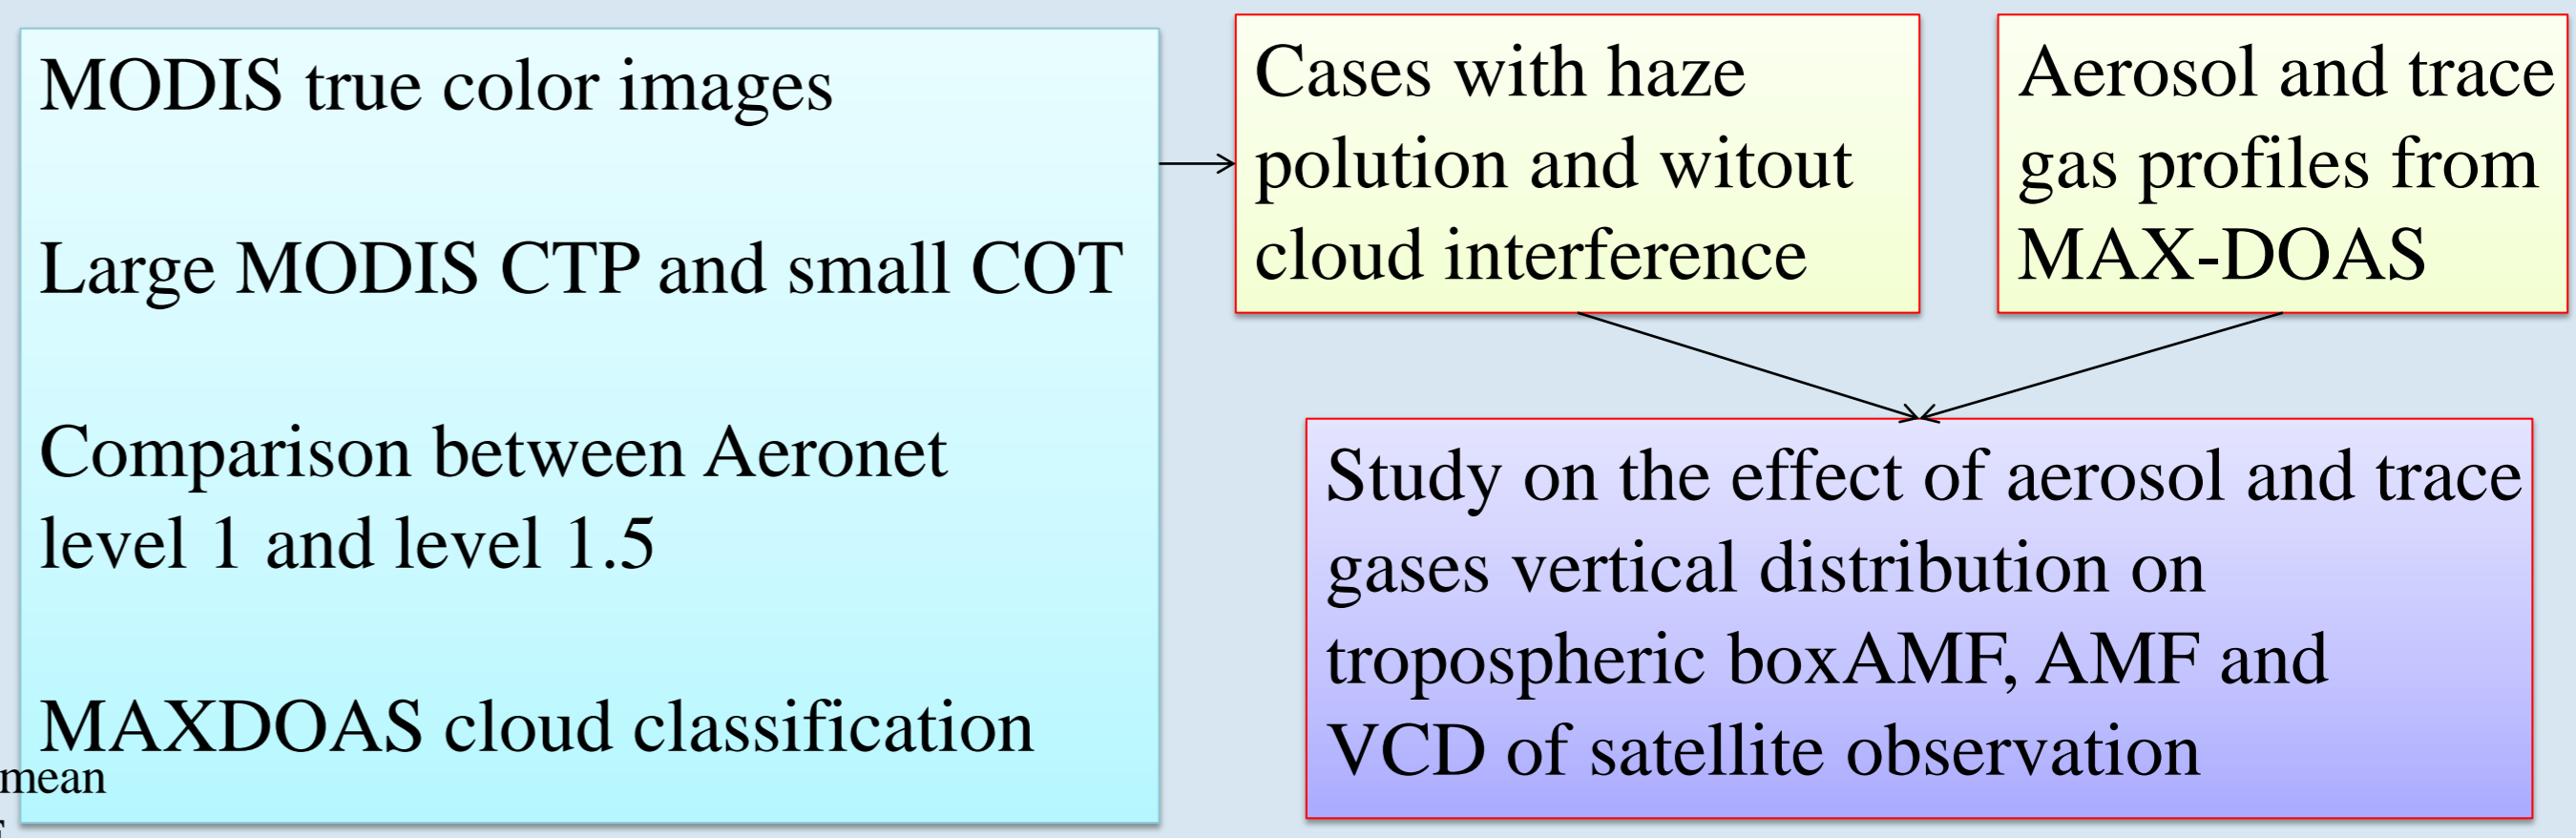 MODIS true color images
Large MODIS CTP and small COT
Comparison between Aeronet
level 1 and level 1.5
MAXDOAS cloud classification
mean
Cases with haze
polution and witout
cloud interference
Aerosol and trace
gas profiles from
MAX-DOAS
Study on the effect of aerosol and trace
gases vertical distribution on
tropospheric boxAMF, AMF and
VCD of satellite observation